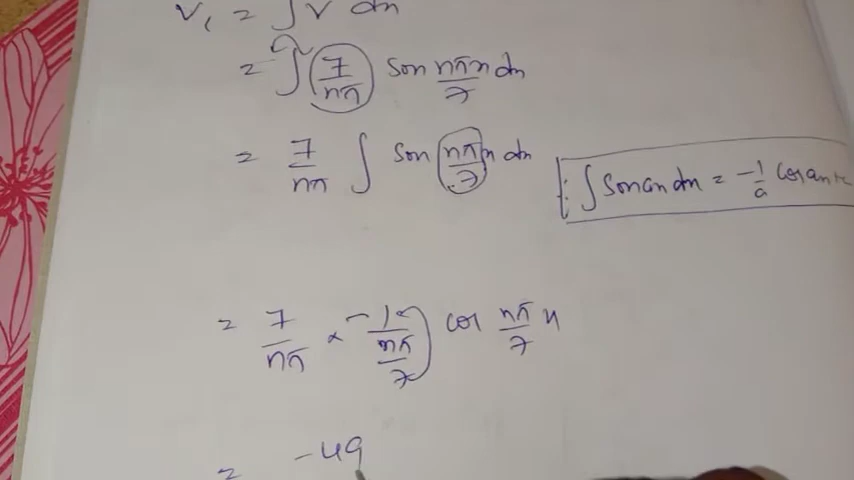 V₁ = ∫ V dx
= ∫ (7/nπ) sin nπx/7 dx
= 7/nπ ∫ sin (nπ/7) x dx
[∵ ∫ sin ax dx = -1/a cos ax + c
= 7/nπ × -1/(nπ/7) cos nπ/7 x
= -49